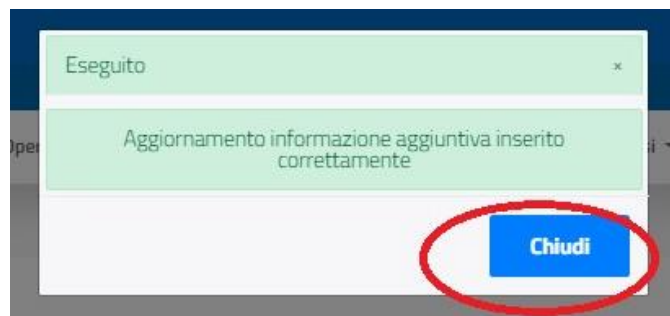 Eseguito ×
Aggiornamento informazione aggiuntiva inserito
correttamente
Chiudi